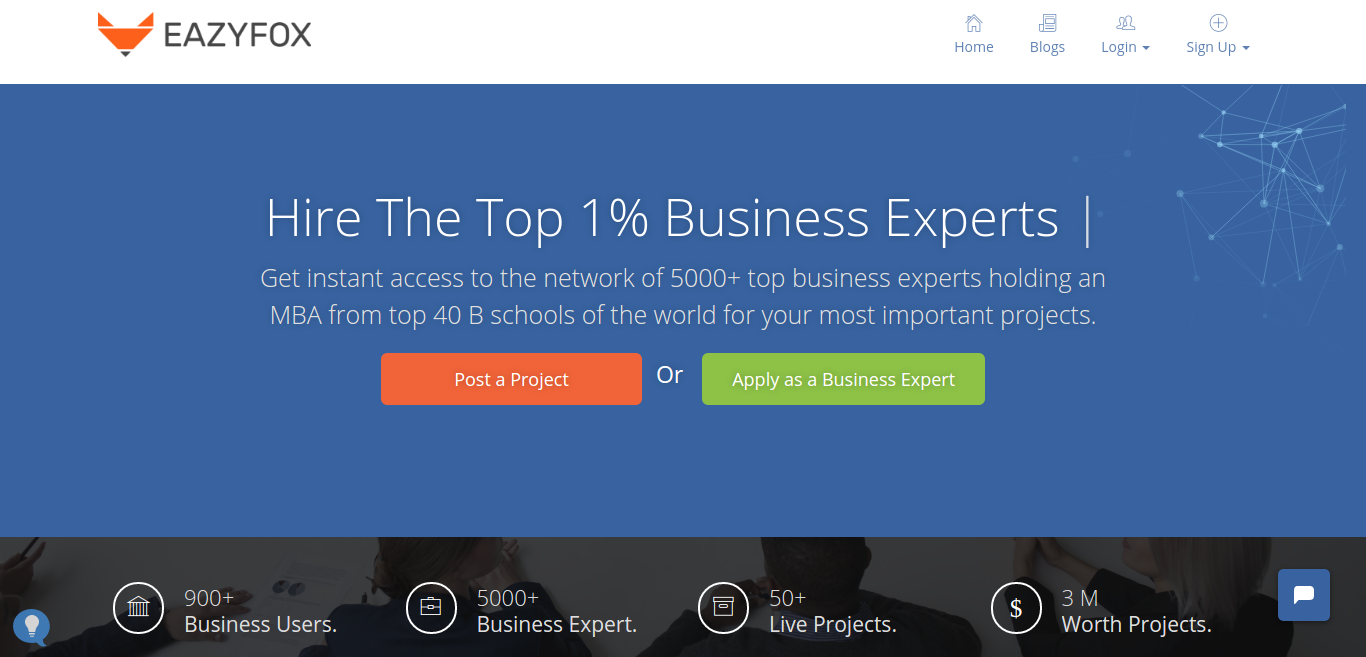 EAZYFOX
Home
Blogs
Login
Sign Up
Hire The Top 1% Business Experts |
Get instant access to the network of 5000+ top business experts holding an
MBA from top 40 B schools of the world for your most important projects.
Post a Project
Or
Apply as a Business Expert
900+
Business Users.
5000+
Business Expert.
50+
Live Projects.
$
3 M
Worth Projects.